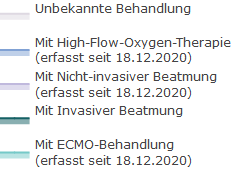 Unbekannte Behandlung
Mit High-Flow-Oxygen-Therapie
(erfasst seit 18.12.2020)
Mit Nicht-invasiver Beatmung
(erfasst seit 18.12.2020)
Mit Invasiver Beatmung
Mit ECMO-Behandlung
(erfasst seit 18.12.2020)